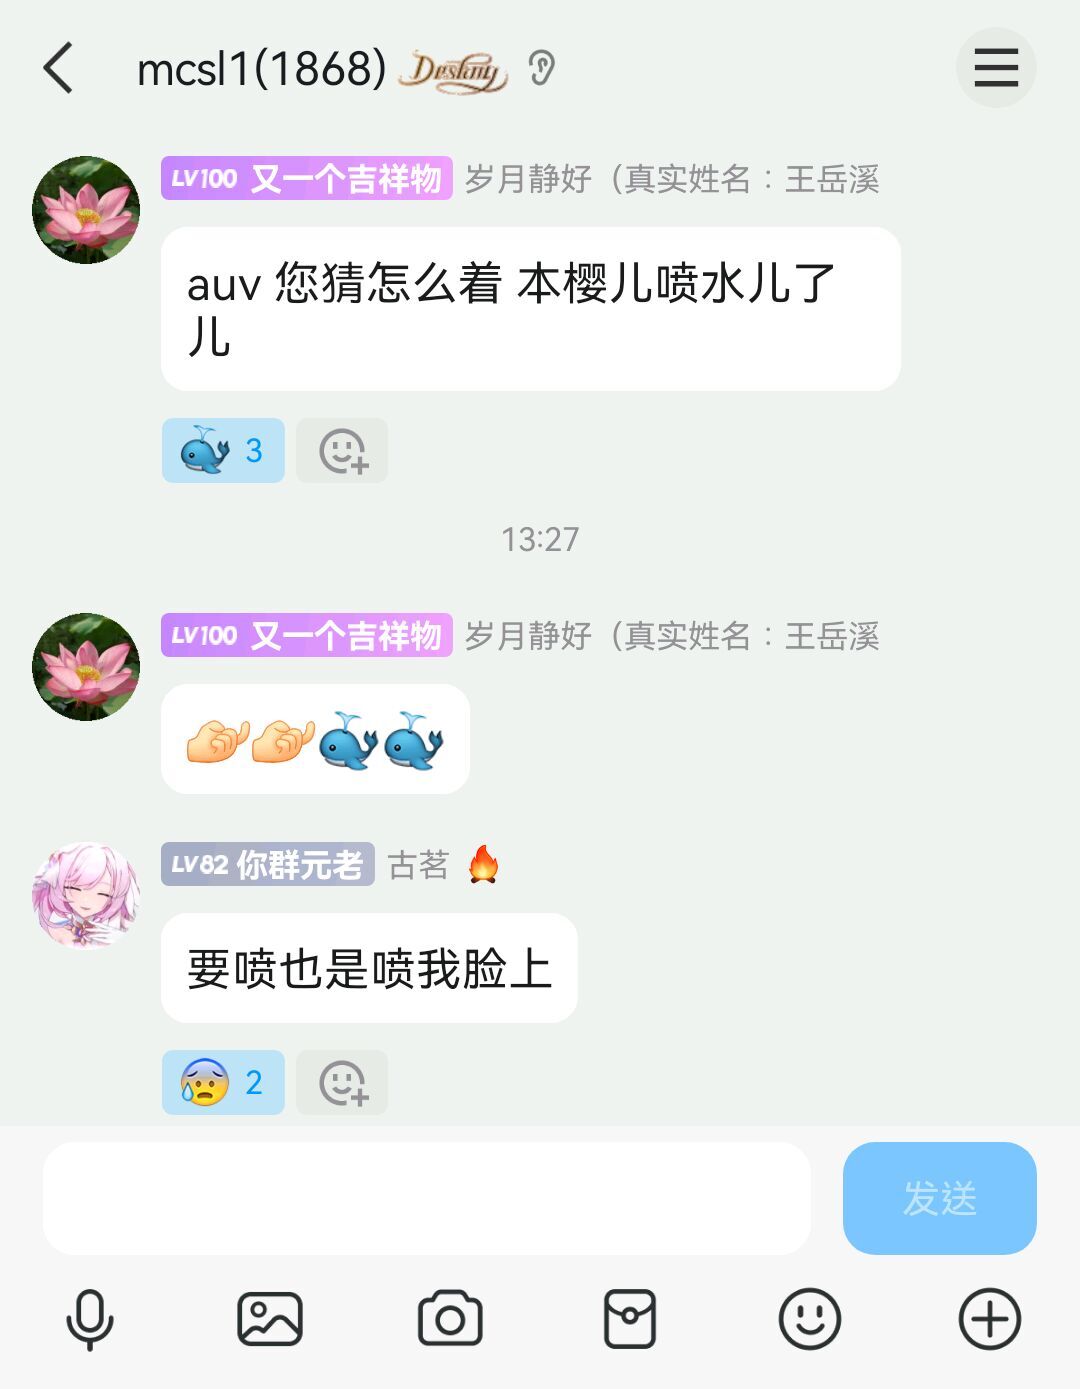 mcsl1(1868) Destiny
LV100 又一个吉祥物 岁月静好（真实姓名：王岳溪
auv 您猜怎么着 本樱儿喷水儿了
儿
3
13:27
LV100 又一个吉祥物 岁月静好（真实姓名：王岳溪
LV82 你群元老 古茗
要喷也是喷我脸上
2
发送